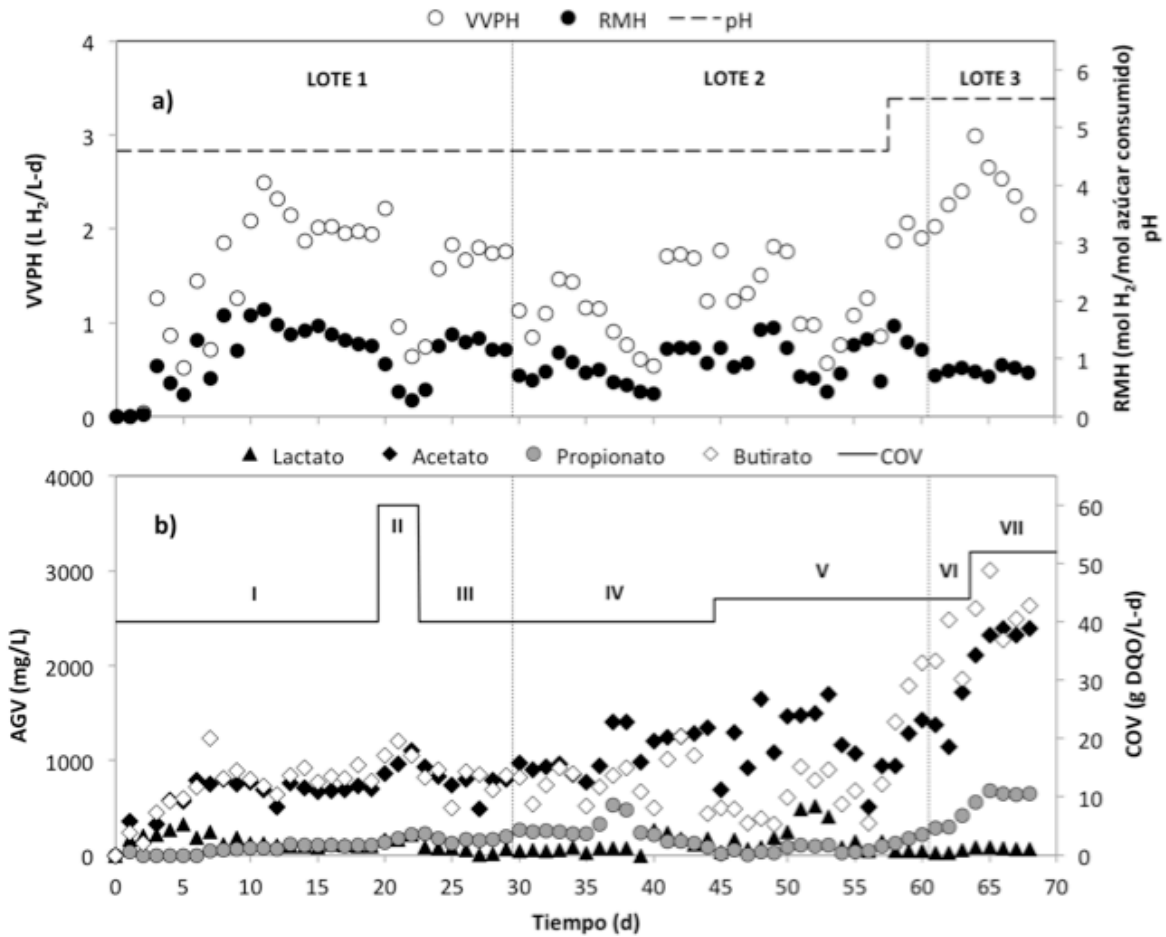 VVPH RMH pH
4
3
2
1
0
VVPH (L H₂/L-d)
a)
LOTE 1 LOTE 2 LOTE 3
6
5
4
3
2
1
0
RMH (mol H₂/mol azúcar consumido)
pH
Lactato Acetato Propionato Butirato COV
4000
3000
2000
1000
0
AGV (mg/L)
b)
I II III IV V VI VII
60
50
40
30
20
10
0
COV (g DQO/L-d)
0 5 10 15 20 25 30 35 40 45 50 55 60 65 70
Tiempo (d)